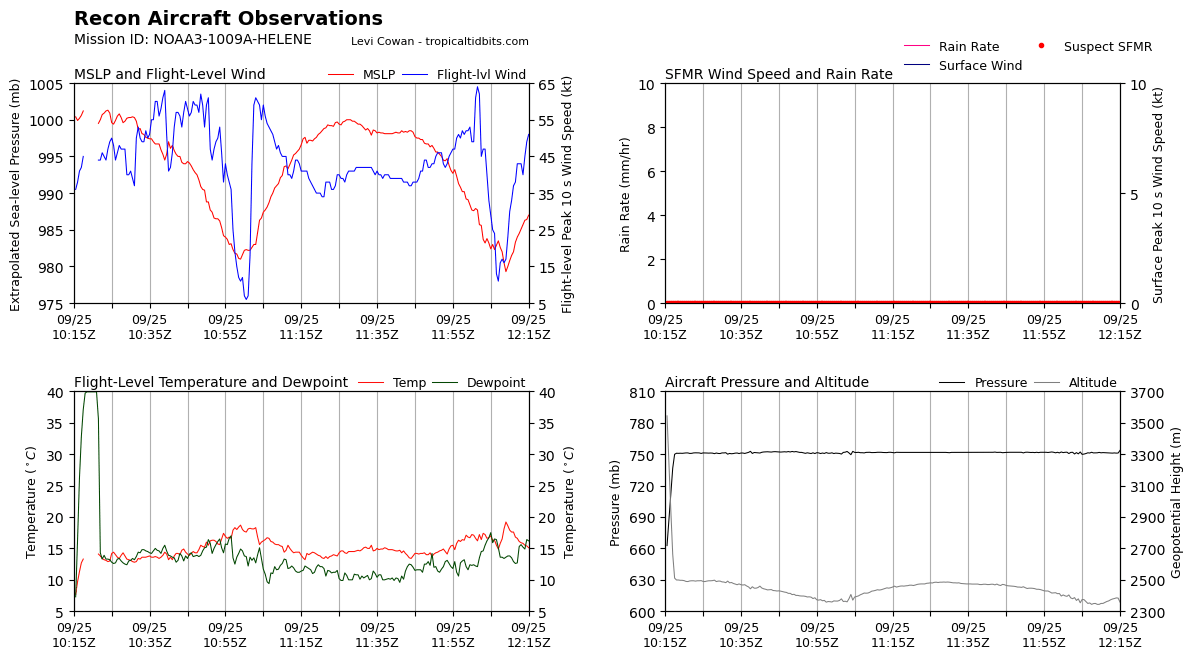 Recon Aircraft Observations
Mission ID: NOAA3-1009A-HELENE
Levi Cowan - tropicaltidbits.com
MSLP and Flight-Level Wind
MSLP
Flight-lvl Wind
Extrapolated Sea-level Pressure (mb)
1005
1000
995
990
985
980
975
65
55
45
35
25
15
5
Flight-level Peak 10 s Wind Speed (kt)
09/25 09/25 09/25 09/25 09/25 09/25 09/25
10:15Z 10:35Z 10:55Z 11:15Z 11:35Z 11:55Z 12:15Z
Rain Rate
Suspect SFMR
Surface Wind
SFMR Wind Speed and Rain Rate
Rain Rate (mm/hr)
10
8
6
4
2
0
10
5
0
Surface Peak 10 s Wind Speed (kt)
09/25 09/25 09/25 09/25 09/25 09/25 09/25
10:15Z 10:35Z 10:55Z 11:15Z 11:35Z 11:55Z 12:15Z
Flight-Level Temperature and Dewpoint
Temp
Dewpoint
Temperature (°C)
40
35
30
25
20
15
10
5
40
35
30
25
20
15
10
5
Temperature (°C)
09/25 09/25 09/25 09/25 09/25 09/25 09/25
10:15Z 10:35Z 10:55Z 11:15Z 11:35Z 11:55Z 12:15Z
Aircraft Pressure and Altitude
Pressure
Altitude
Pressure (mb)
810
780
750
720
690
660
630
600
3700
3500
3300
3100
2900
2700
2500
2300
Geopotential Height (m)
09/25 09/25 09/25 09/25 09/25 09/25 09/25
10:15Z 10:35Z 10:55Z 11:15Z 11:35Z 11:55Z 12:15Z